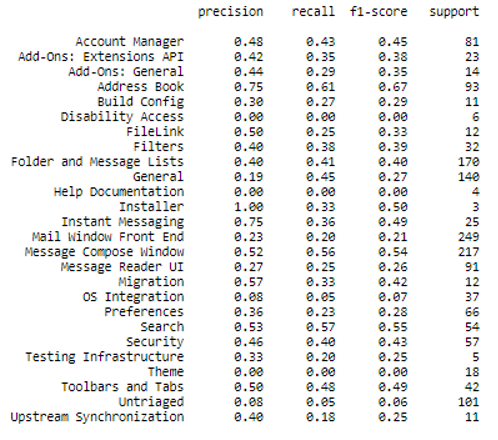 precision recall f1-score support
Account Manager 0.48 0.43 0.45 81
Add-Ons: Extensions API 0.42 0.35 0.38 23
Add-Ons: General 0.44 0.29 0.35 14
Address Book 0.75 0.61 0.67 93
Build Config 0.30 0.27 0.29 11
Disability Access 0.00 0.00 0.00 6
FileLink 0.50 0.25 0.33 12
Filters 0.40 0.38 0.39 32
Folder and Message Lists 0.40 0.41 0.40 170
General 0.19 0.45 0.27 140
Help Documentation 0.00 0.00 0.00 4
Installer 1.00 0.33 0.50 3
Instant Messaging 0.75 0.36 0.49 25
Mail Window Front End 0.23 0.20 0.21 249
Message Compose Window 0.52 0.56 0.54 217
Message Reader UI 0.27 0.25 0.26 91
Migration 0.57 0.33 0.42 12
OS Integration 0.08 0.05 0.07 37
Preferences 0.36 0.23 0.28 66
Search 0.53 0.57 0.55 54
Security 0.46 0.40 0.43 57
Testing Infrastructure 0.33 0.20 0.25 5
Theme 0.00 0.00 0.00 18
Toolbars and Tabs 0.50 0.48 0.49 42
Untriaged 0.08 0.05 0.06 101
Upstream Synchronization 0.40 0.18 0.25 11